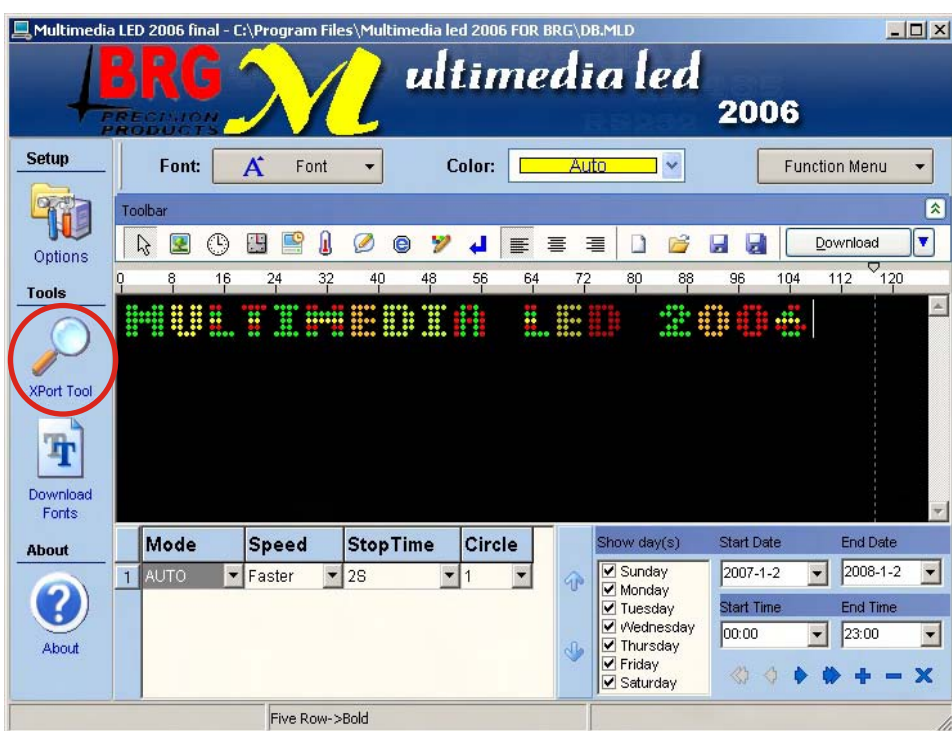 Multimedia LED 2006 final - C:\Program Files\Multimedia led 2006 FOR BRG\DB.MLD
BRG
PRECISION
PRODUCTS
Multimedia led
2006
RS232
Setup
Options
Tools
XPort Tool
Download
Fonts
About
About
Font: A Font
Color: Auto
Function Menu
Toolbar
Download
0 8 16 24 32 40 48 56 64 72 80 88 96 104 112 120
MULTIMEDIA LED 2006
Mode Speed StopTime Circle
1 AUTO Faster 2S 1
Show day(s)
Sunday
Monday
Tuesday
Wednesday
Thursday
Friday
Saturday
Start Date End Date
2007-1-2 2008-1-2
Start Time End Time
00:00 23:00
Five Row->Bold